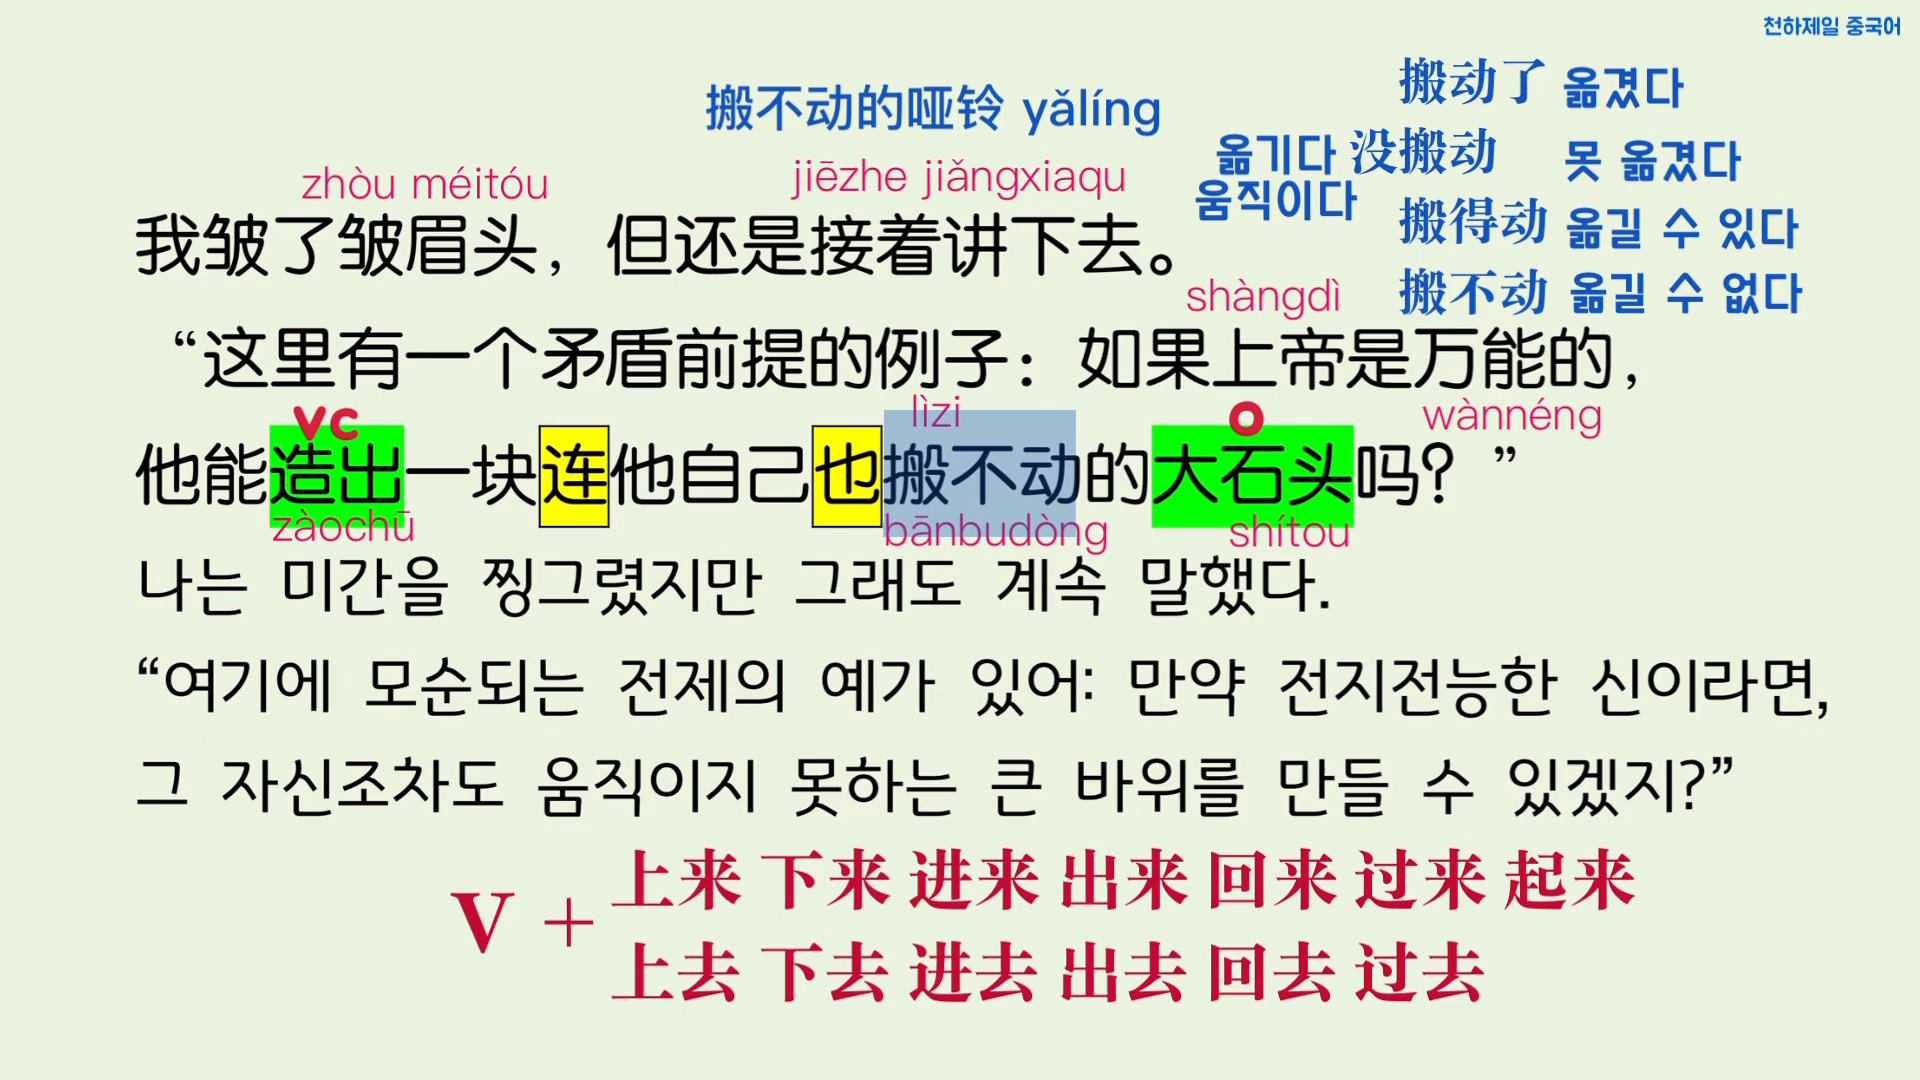 천하제일 중국어
搬动了 옮겼다
搬不动的哑铃 yǎlíng
옮기다 没搬动 못 옮겼다
움직이다
zhòu méitóu jiēzhe jiǎngxiaqu
搬得动 옮길 수 있다
我皱了皱眉头，但还是接着讲下去。
shàngdì 搬不动 옮길 수 없다
“这里有一个矛盾前提的例子：如果上帝是万能的，
lìzi wànnéng
vc o
他能造出一块连他自己也搬不动的大石头吗？”
zàochū bānbudòng shítou
나는 미간을 찡그렸지만 그래도 계속 말했다.
“여기에 모순되는 전제의 예가 있어: 만약 전지전능한 신이라면,
그 자신조차도 움직이지 못하는 큰 바위를 만들 수 있겠지?”
上来 下来 进来 出来 回来 过来 起来
V +
上去 下去 进去 出去 回去 过去